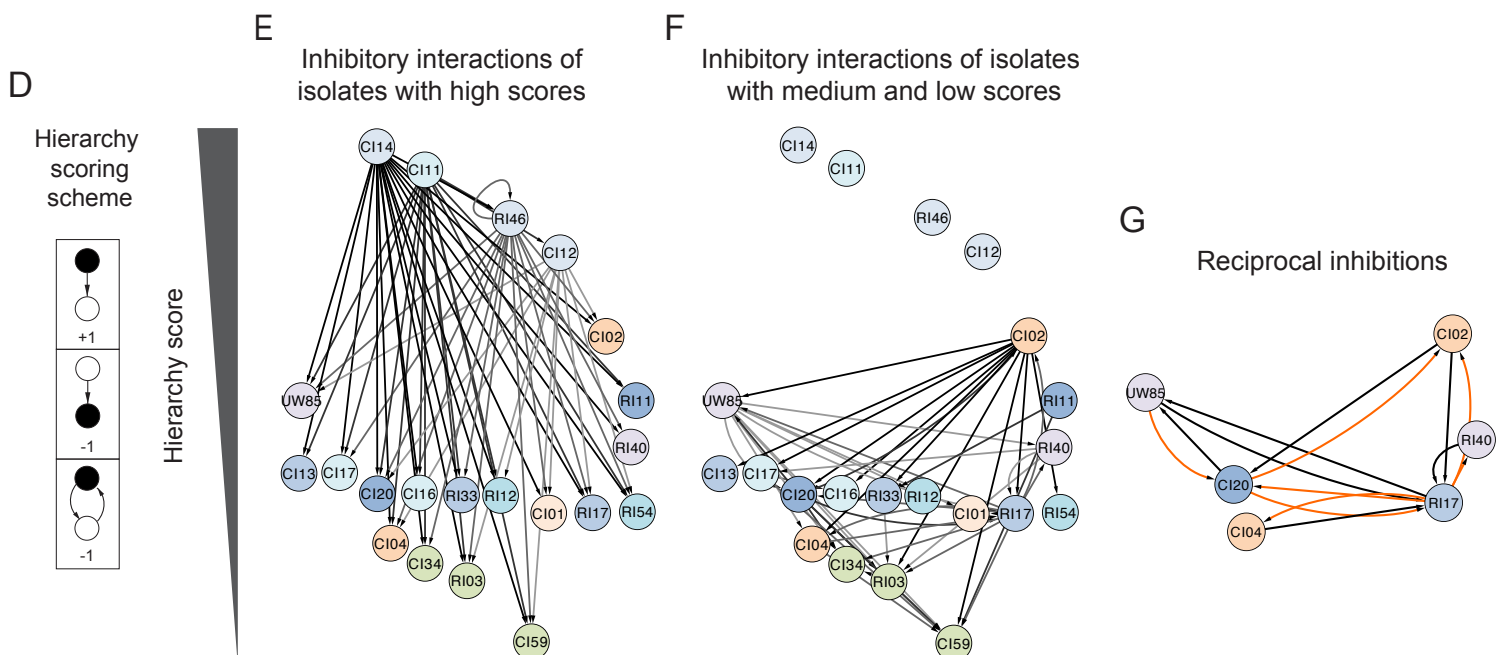 D
Hierarchy
scoring
scheme
+1
-1
-1
Hierarchy score
E
Inhibitory interactions of
isolates with high scores
CI14
CI11
RI46
CI12
CI02
UW85
RI11
RI40
CI13
CI17
CI20
CI16
RI33
RI12
CI01
RI17
RI54
CI04
CI34
RI03
CI59
F
Inhibitory interactions of isolates
with medium and low scores
CI14
CI11
RI46
CI12
CI02
UW85
RI11
RI40
CI13
CI17
CI20
CI16
RI33
RI12
CI01
RI17
RI54
CI04
CI34
RI03
CI59
G
Reciprocal inhibitions
CI02
UW85
RI40
CI20
RI17
CI04